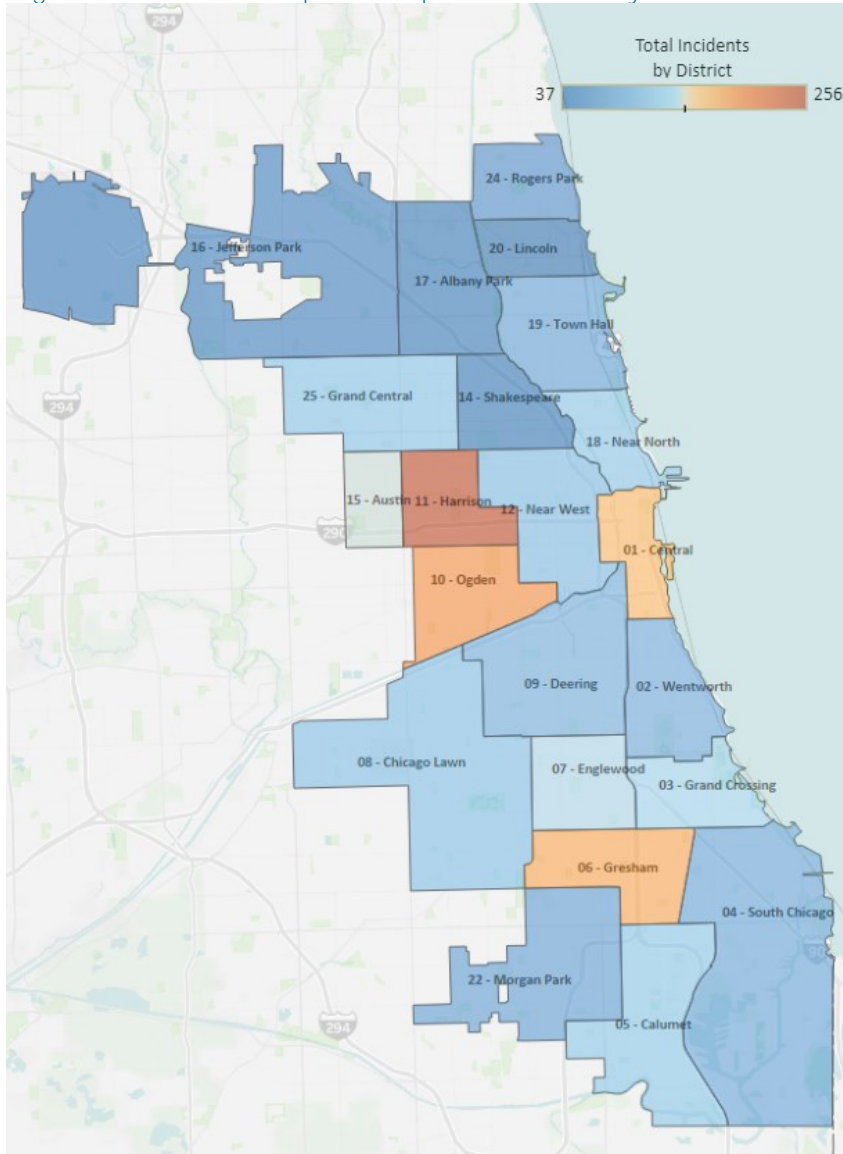 294
Total Incidents
by District
37
256
24 - Rogers Park
16 - Jefferson Park
20 - Lincoln
17 - Albany Park
19 - Town Hall
294
25 - Grand Central
14 - Shakespeare
18 - Near North
15 - Austin
11 - Harrison
12 - Near West
290
01 - Central
10 - Ogden
09 - Deering
02 - Wentworth
08 - Chicago Lawn
07 - Englewood
03 - Grand Crossing
06 - Gresham
04 - South Chicago
90
22 - Morgan Park
294
05 - Calumet